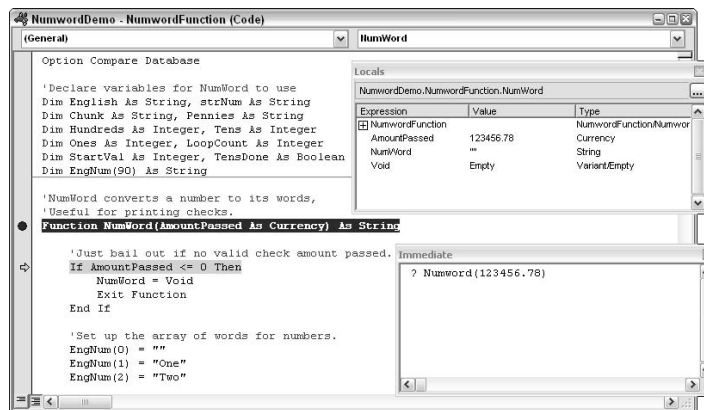 NumwordDemo - NumwordFunction (Code)
(General)
NumWord
Option Compare Database
'Declare variables for NumWord to use
Dim English As String, strNum As String
Dim Chunk As String, Pennies As String
Dim Hundreds As Integer, Tens As Integer
Dim Ones As Integer, LoopCount As Integer
Dim StartVal As Integer, TensDone As Boolean
Dim EngNum(90) As String
'NumWord converts a number to its words,
'Useful for printing checks.
Function NumWord(AmountPassed As Currency) As String
'Just bail out if no valid check amount passed.
If AmountPassed <= 0 Then
NumWord = Void
Exit Function
End If
'Set up the array of words for numbers.
EngNum(0) = ""
EngNum(1) = "One"
EngNum(2) = "Two"
Locals
NumwordDemo.NumwordFunction.NumWord
...
Expression Value Type
NumwordFunction NumwordFunction/Numwor
AmountPassed 123456.78 Currency
NumWord "" String
Void Empty Variant/Empty
Immediate
? Numword(123456.78)